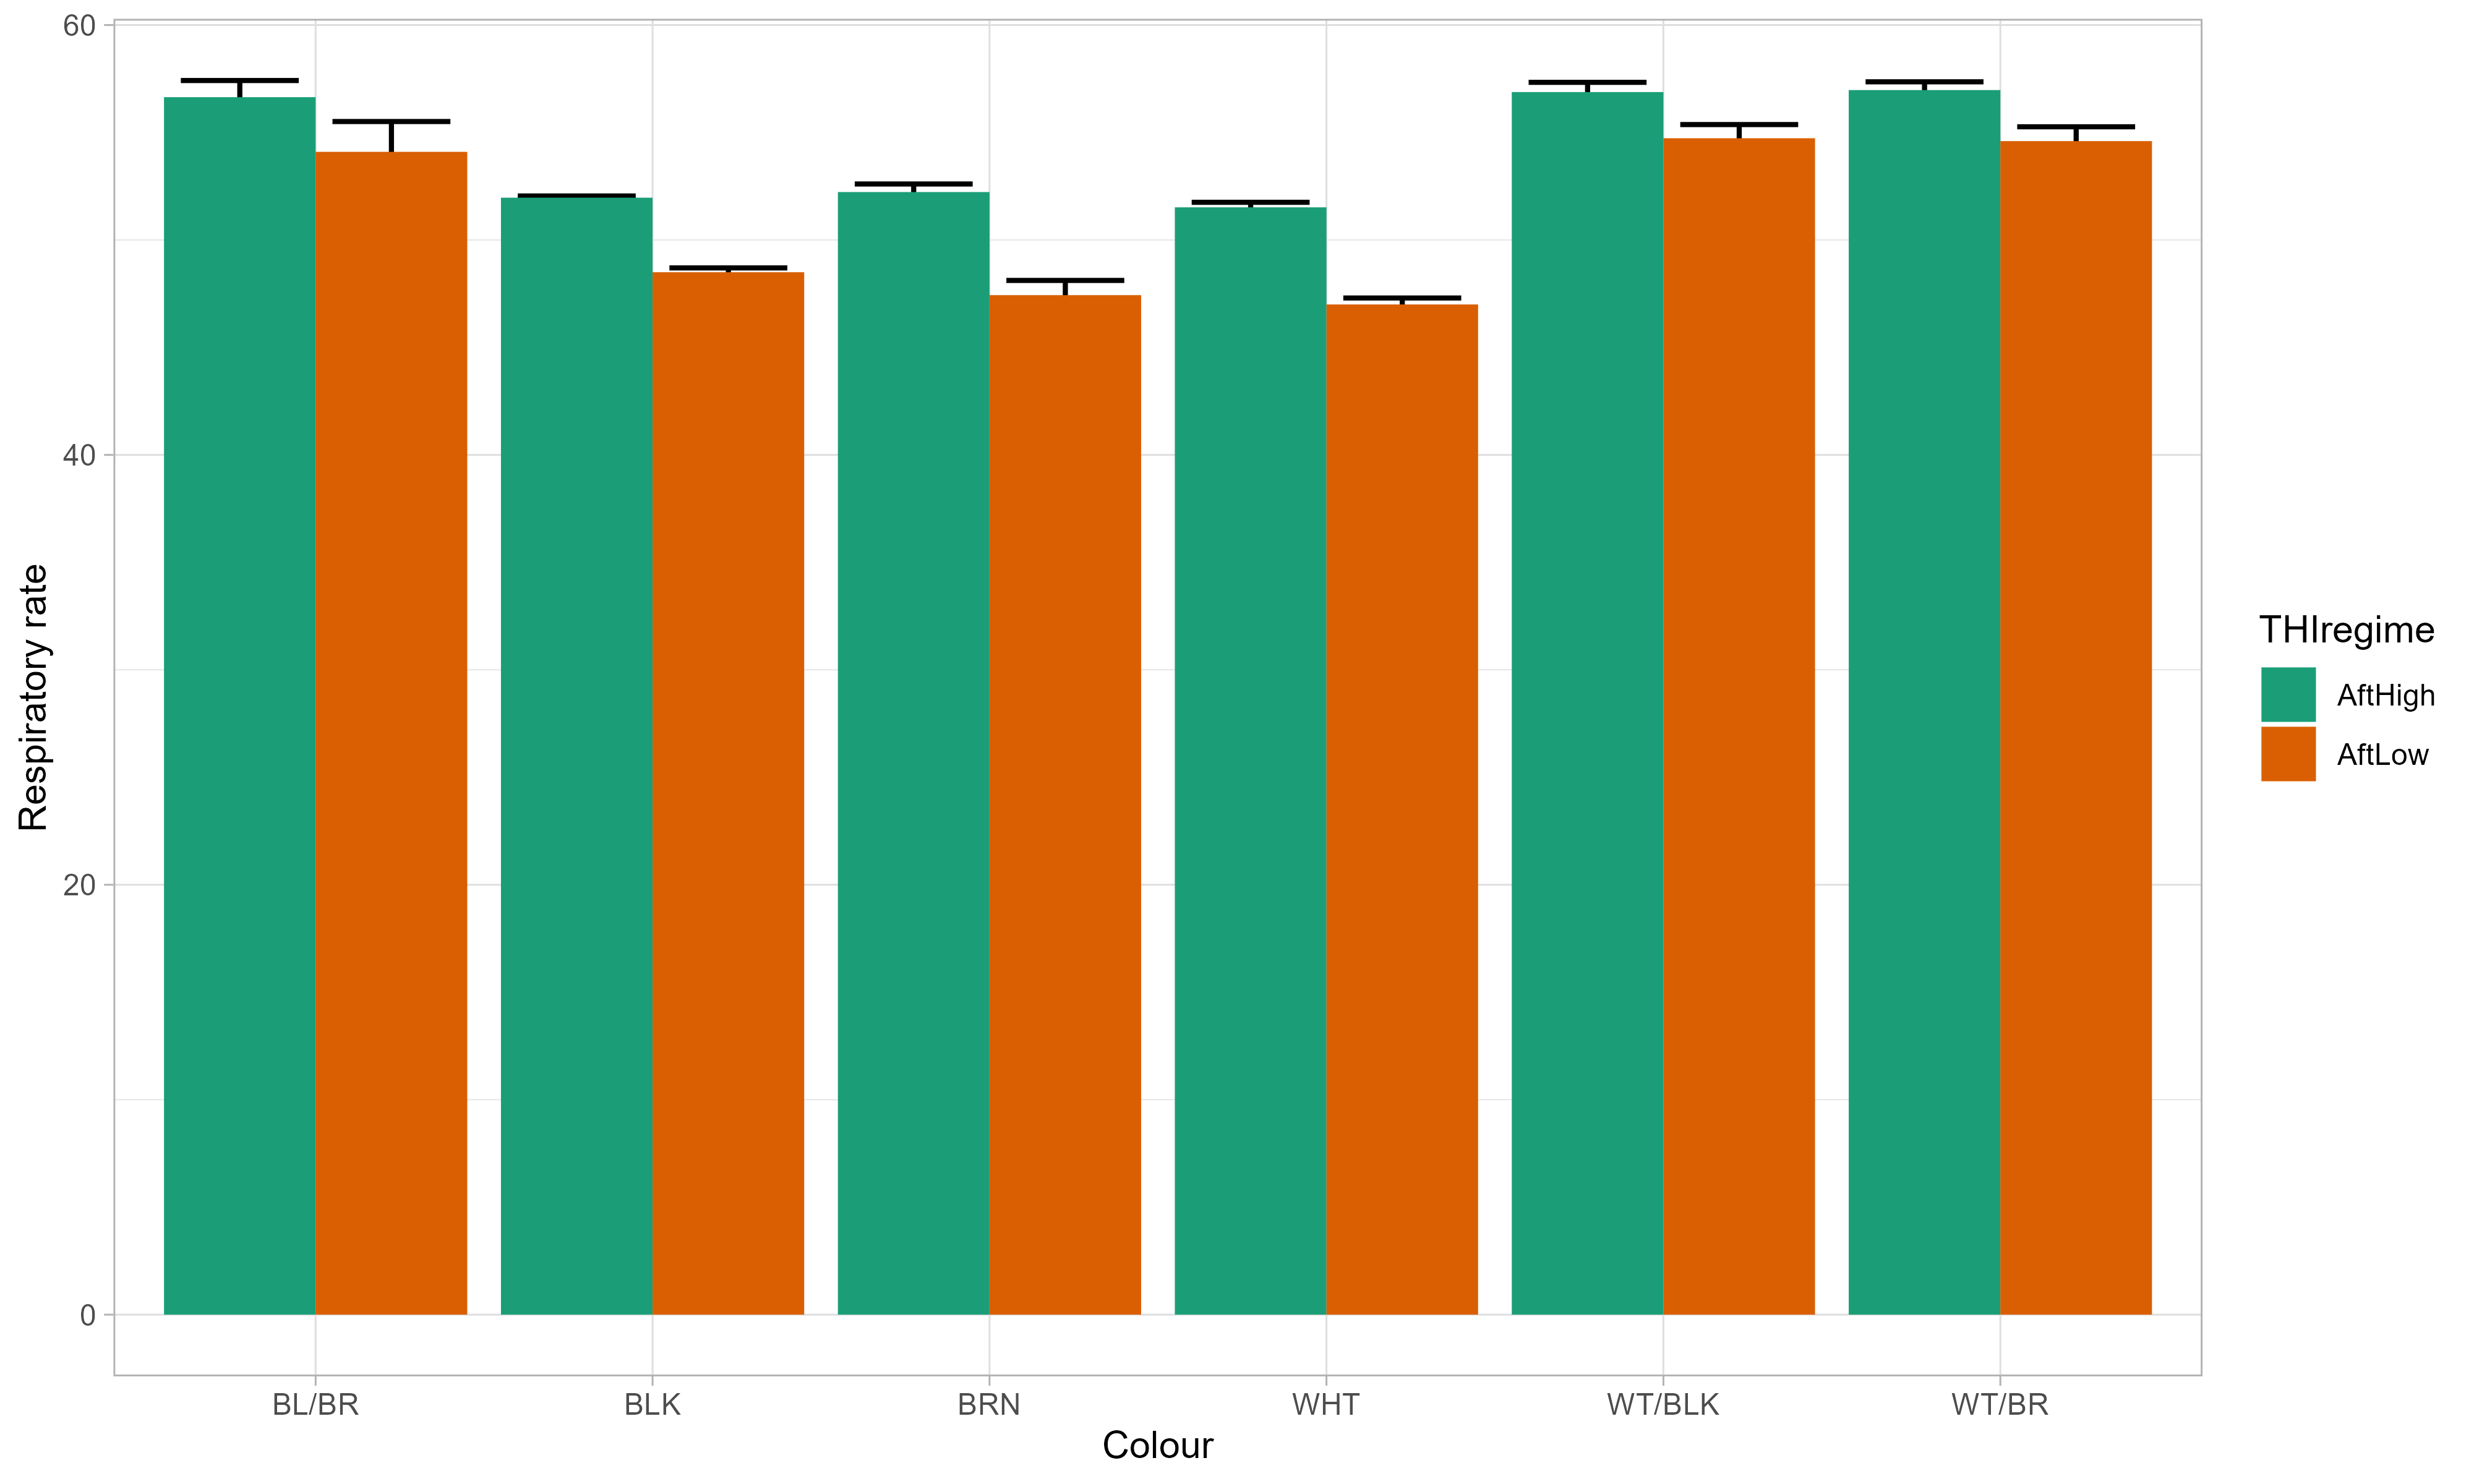 60
40
20
0
Respiratory rate
BL/BR BLK BRN WHT WT/BLK WT/BR
Colour
THIregime
AftHigh
AftLow